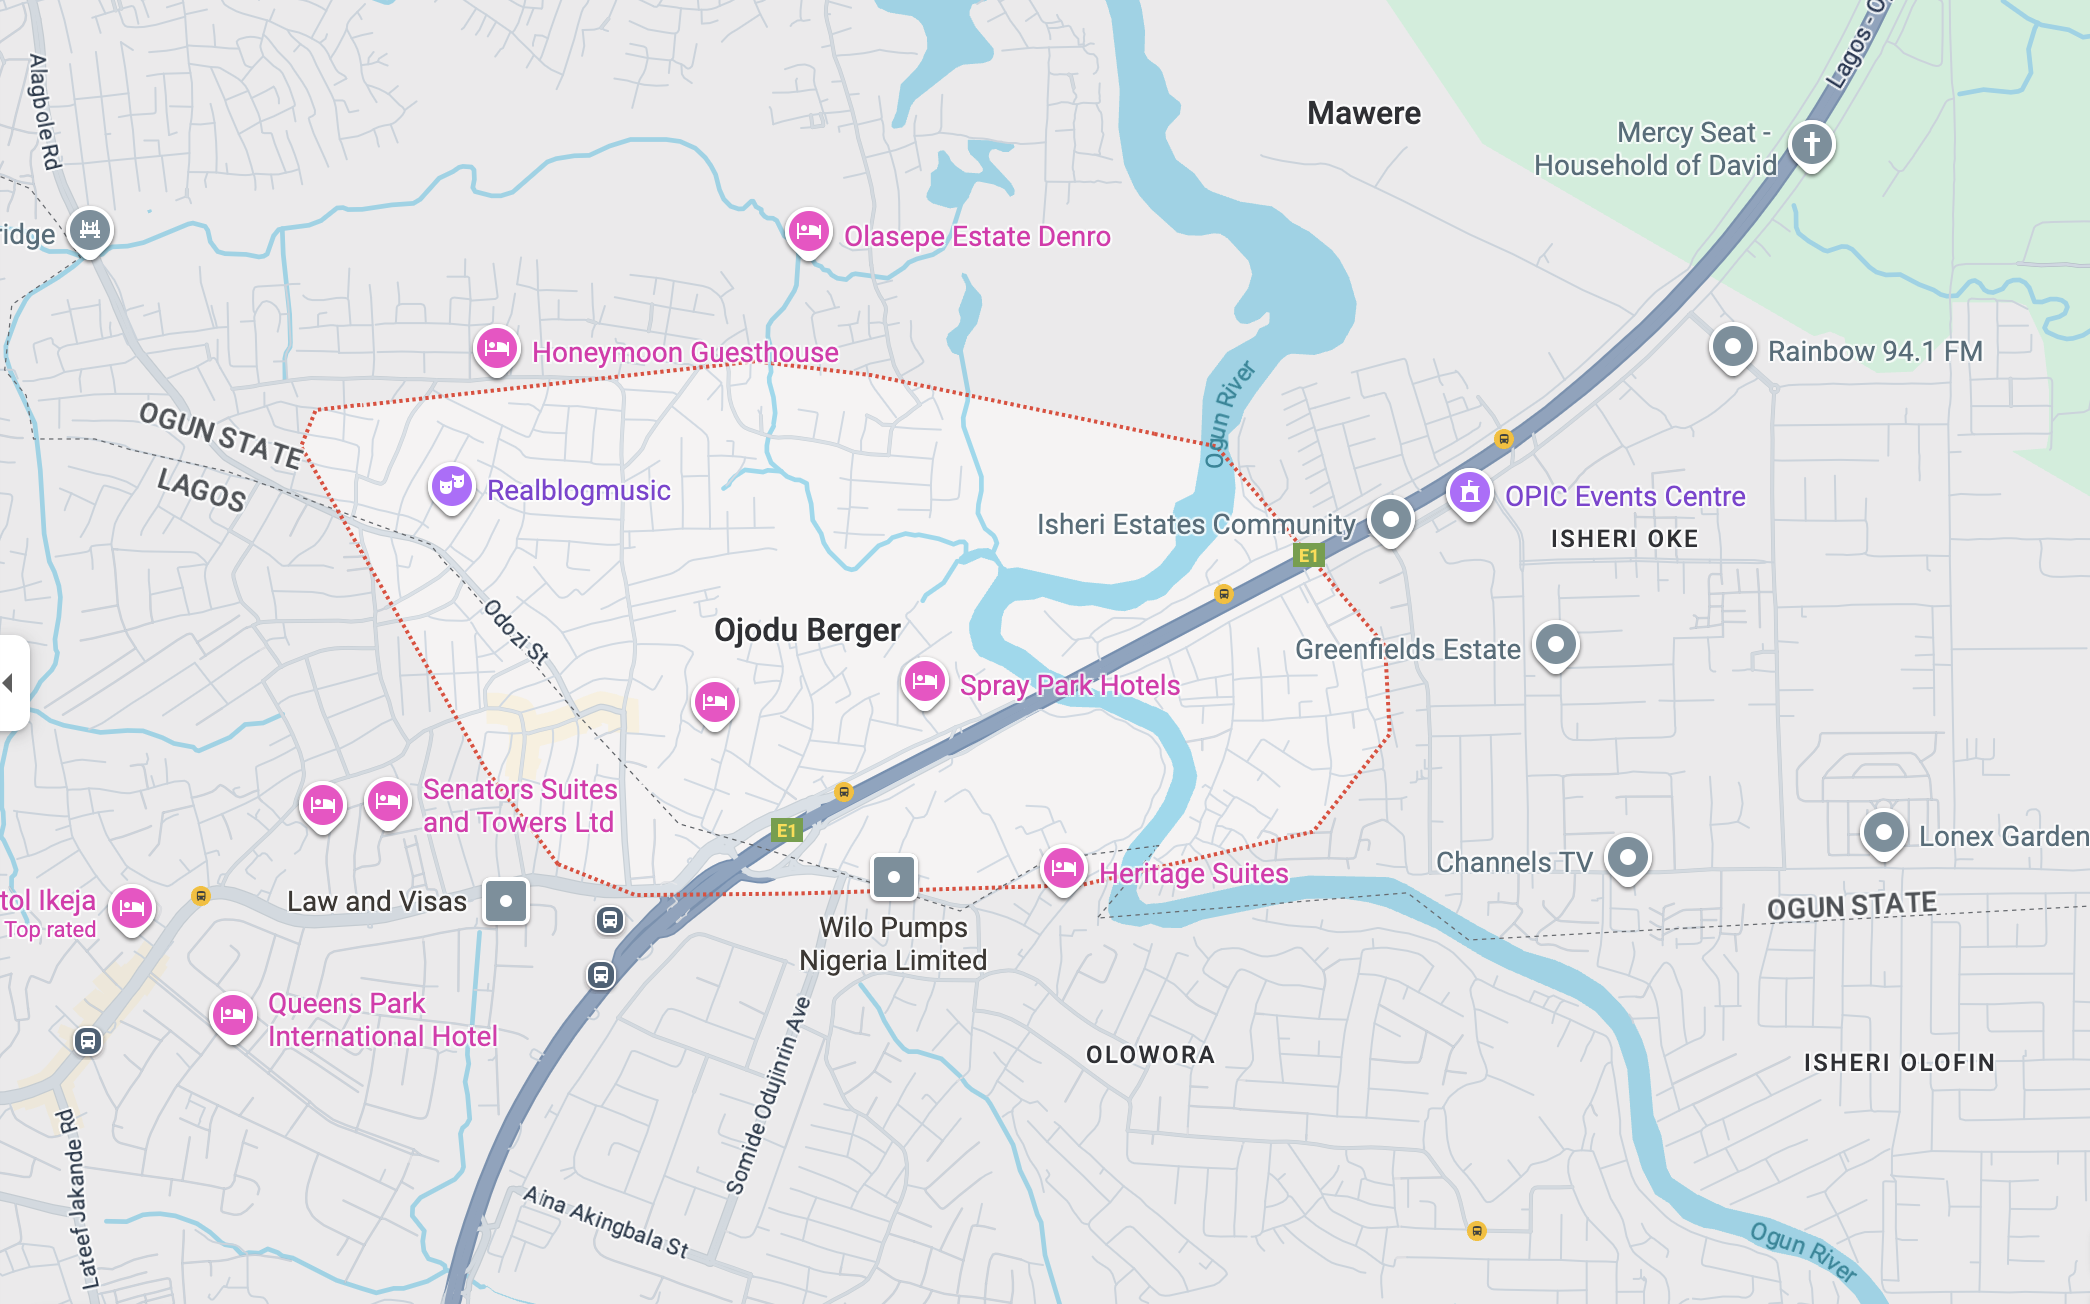 Alagbole Rd
Lagos - O
Mawere
Mercy Seat -
Household of David
ridge
Olasepe Estate Denro
Honeymoon Guesthouse
Rainbow 94.1 FM
Ogun River
OGUN STATE
LAGOS
Realblogmusic
Isheri Estates Community
OPIC Events Centre
ISHERI OKE
E1
Odozi St
Ojodu Berger
Greenfields Estate
Spray Park Hotels
Senators Suites
and Towers Ltd
E1
Lonex Garden
Channels TV
Heritage Suites
Law and Visas
tol Ikeja
Top rated
Wilo Pumps
Nigeria Limited
OGUN STATE
Queens Park
International Hotel
Somide Odujinrin Ave
OLOWORA
ISHERI OLOFIN
Lateef Jakande Rd
Aina Akingbala St
Ogun River